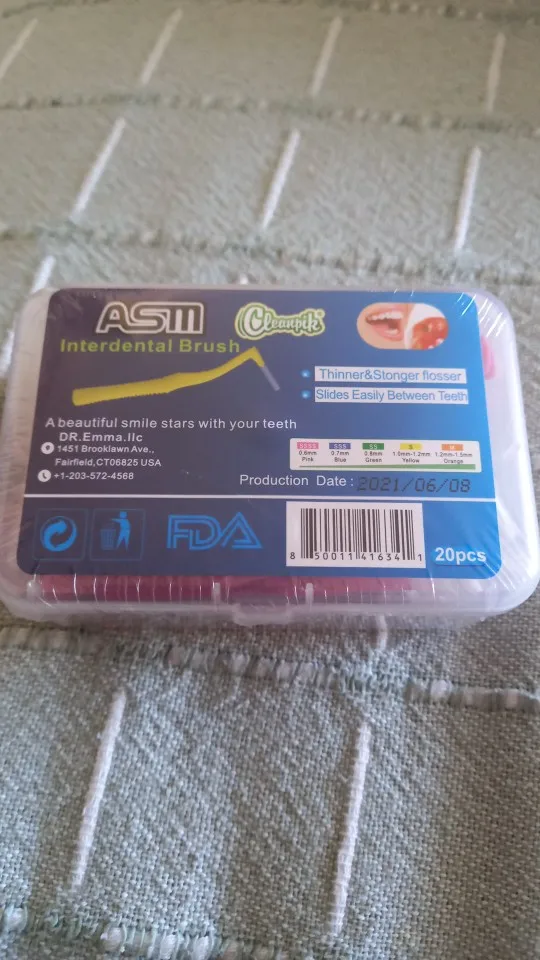 ASM
Cleanpik
Interdental Brush
Thinner&Stonger flosser
Slides Easily Between Teeth
A beautiful smile stars with your teeth
DR.Emma.llc
1451 Brooklawn Ave.,
Fairfield,CT06825 USA
+1-203-572-4568
SSSS SSS SS S M
0.6mm 0.7mm 0.8mm 1.0mm-1.2mm 1.2mm-1.5mm
Pink Blue Green Yellow Orange
Production Date : 2021/06/08
FDA
8 50011 41634 1
20pcs